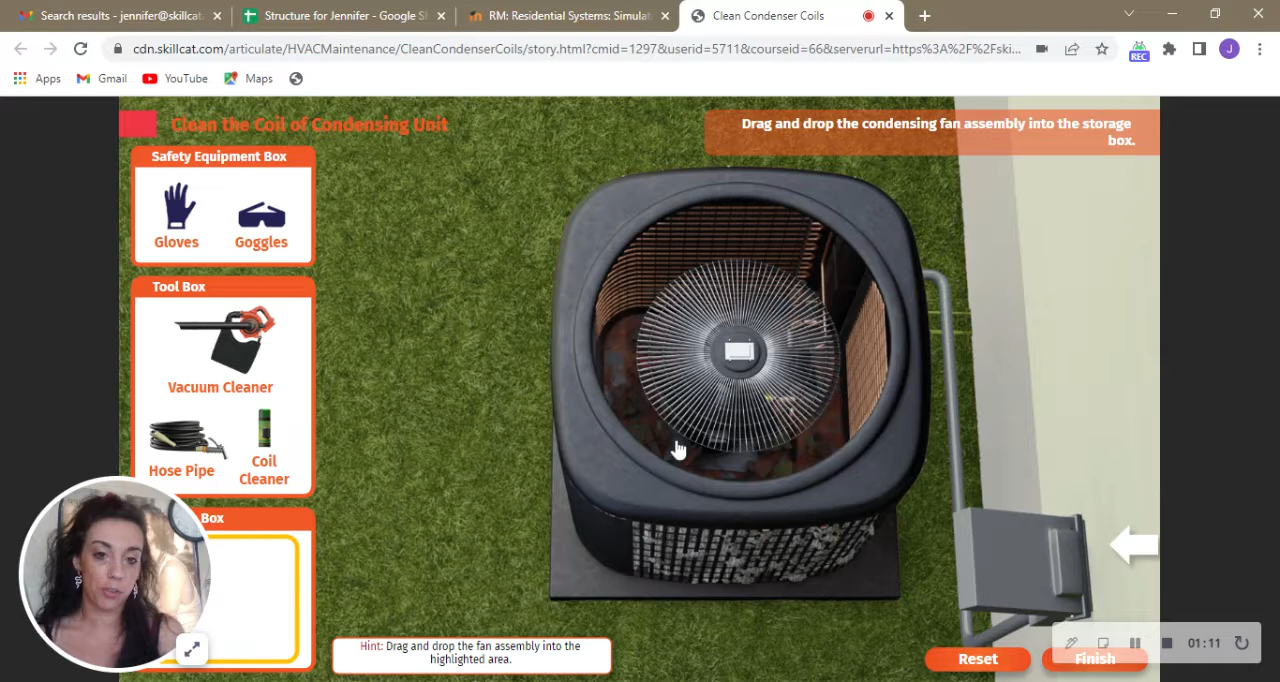 Search results - jennifer@skillcat.
Structure for Jennifer - Google S
RM: Residential Systems: Simulat
Clean Condenser Coils
cdn.skillcat.com/articulate/HVACMaintenance/CleanCondenserCoils/story.html?cmid=1297&userid=5711&courseid=66&serverurl=https%3A%2F%2Fski...
REC
J
Apps
Gmail
YouTube
Maps
Clean the Coil of Condensing Unit
Drag and drop the condensing fan assembly into the storage
box.
Safety Equipment Box
Gloves
Goggles
Tool Box
Vacuum Cleaner
Hose Pipe
Coil
Cleaner
Box
Hint: Drag and drop the fan assembly into the
highlighted area.
Reset
Finish
01:11